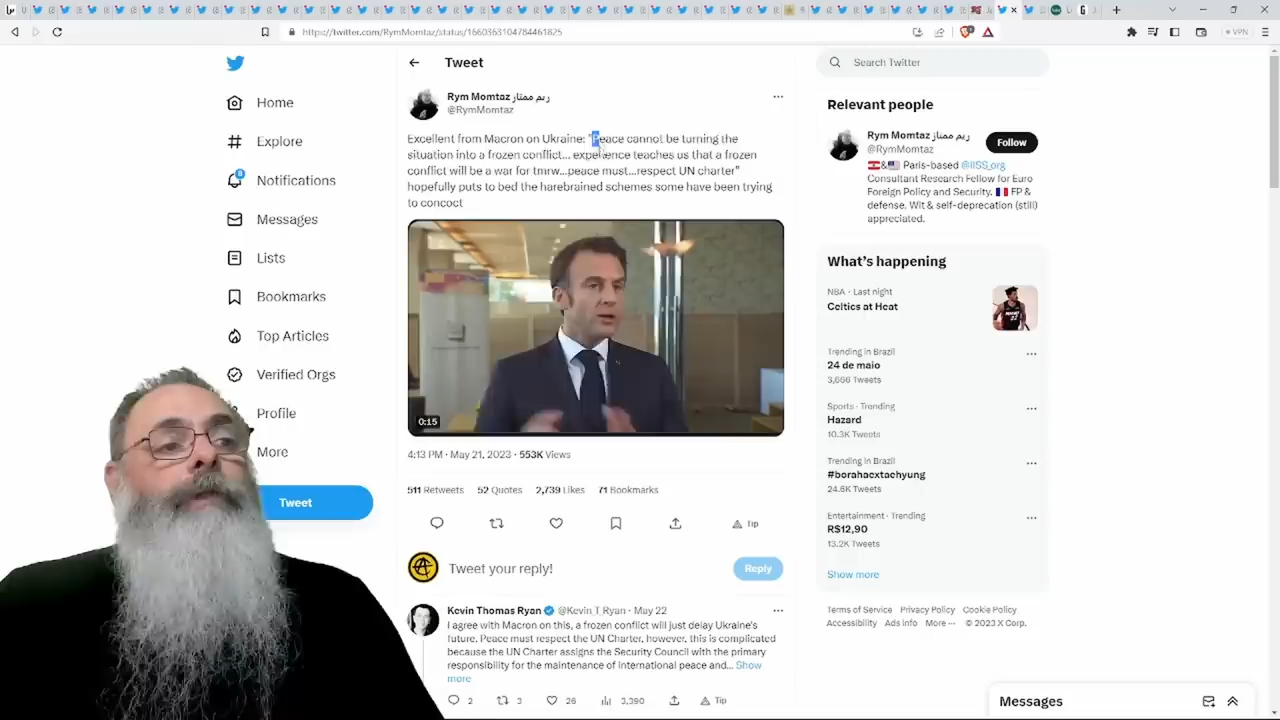 https://twitter.com/RymMomtaz/status/1660363104784461825
VPN
Home
Explore
Notifications
Messages
Lists
Bookmarks
Top Articles
Verified Orgs
Profile
More
Tweet
Tweet
Rym Momtaz ريم ممتاز
@RymMomtaz
Excellent from Macron on Ukraine: "Peace cannot be turning the
situation into a frozen conflict... experience teaches us that a frozen
conflict will be a war for tmrw...peace must...respect UN charter"
hopefully puts to bed the harebrained schemes some have been trying
to concoct
0:15
4:13 PM · May 21, 2023 · 553K Views
511 Retweets 52 Quotes 2,739 Likes 71 Bookmarks
Tip
Tweet your reply!
Reply
Kevin Thomas Ryan @Kevin_T_Ryan · May 22
I agree with Macron on this, a frozen conflict will just delay Ukraine's
future. Peace must respect the UN Charter, however, this is complicated
because the UN Charter assigns the Security Council with the primary
responsibility for the maintenance of international peace and... Show
more
2 3 26 3,390 Tip
Search Twitter
Relevant people
Rym Momtaz ريم ممتاز
@RymMomtaz
Follow
& Paris-based @IISS_org
Consultant Research Fellow for Euro
Foreign Policy and Security. FP &
defense. Wit & self-deprecation (still)
appreciated.
What's happening
NBA · Last night
Celtics at Heat
Trending in Brazil
24 de maio
3,666 Tweets
Sports · Trending
Hazard
10.3K Tweets
Trending in Brazil
#borahaextaehyung
24.6K Tweets
Entertainment · Trending
R$12,90
13.2K Tweets
Show more
Terms of Service Privacy Policy Cookie Policy
Accessibility Ads info More ··· © 2023 X Corp.
Messages